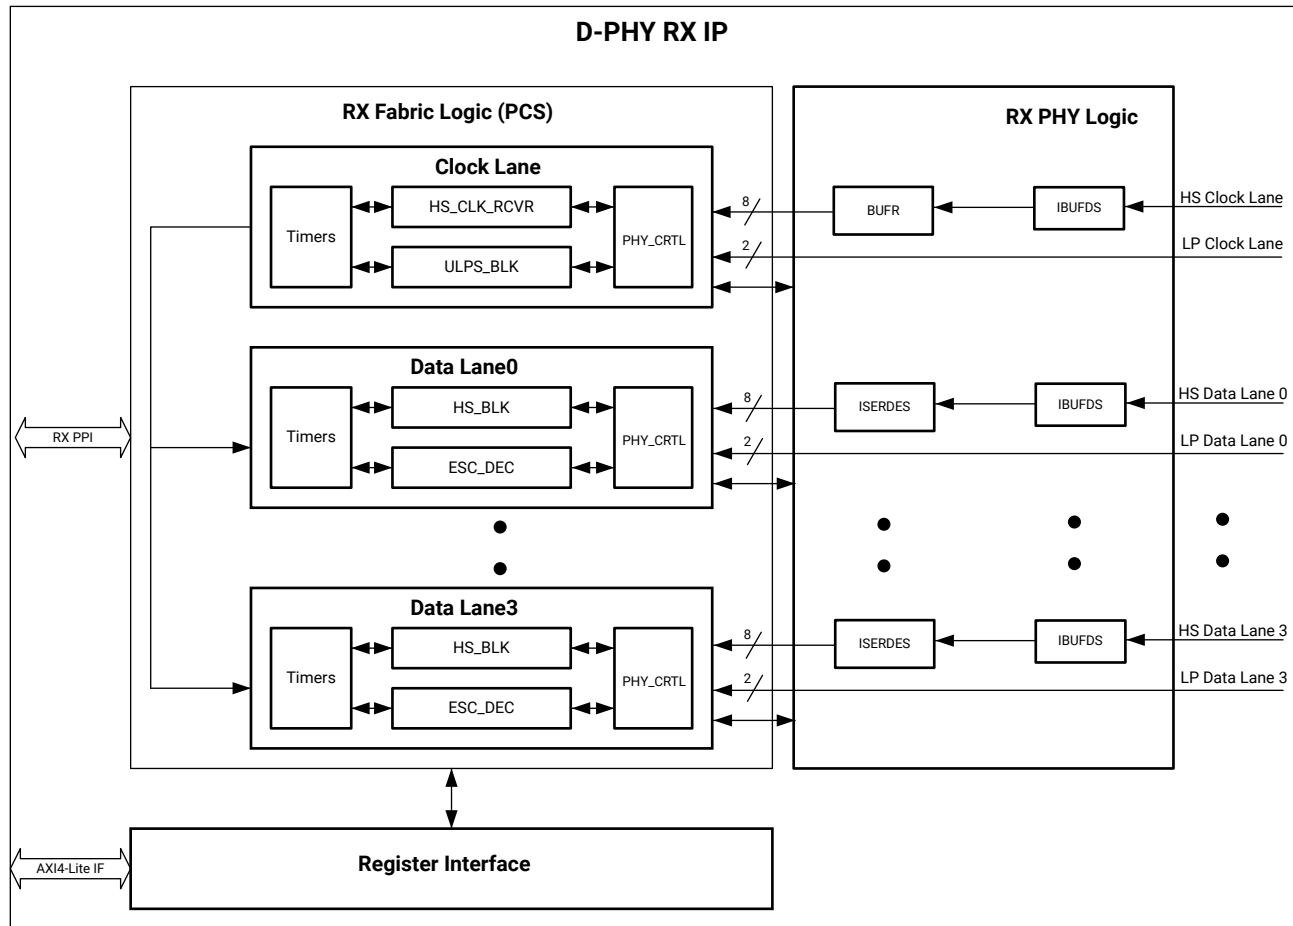 D-PHY RX IP
RX Fabric Logic (PCS)
RX PHY Logic
Clock Lane
Timers
HS_CLK_RCVR
ULPS_BLK
PHY_CRTL
8
2
BUFR
IBUFDS
HS Clock Lane
LP Clock Lane
Data Lane0
Timers
HS_BLK
ESC_DEC
PHY_CRTL
8
2
ISERDES
IBUFDS
HS Data Lane 0
LP Data Lane 0
RX PPI
Data Lane3
Timers
HS_BLK
ESC_DEC
PHY_CRTL
8
2
ISERDES
IBUFDS
HS Data Lane 3
LP Data Lane 3
AXI4-Lite IF
Register Interface